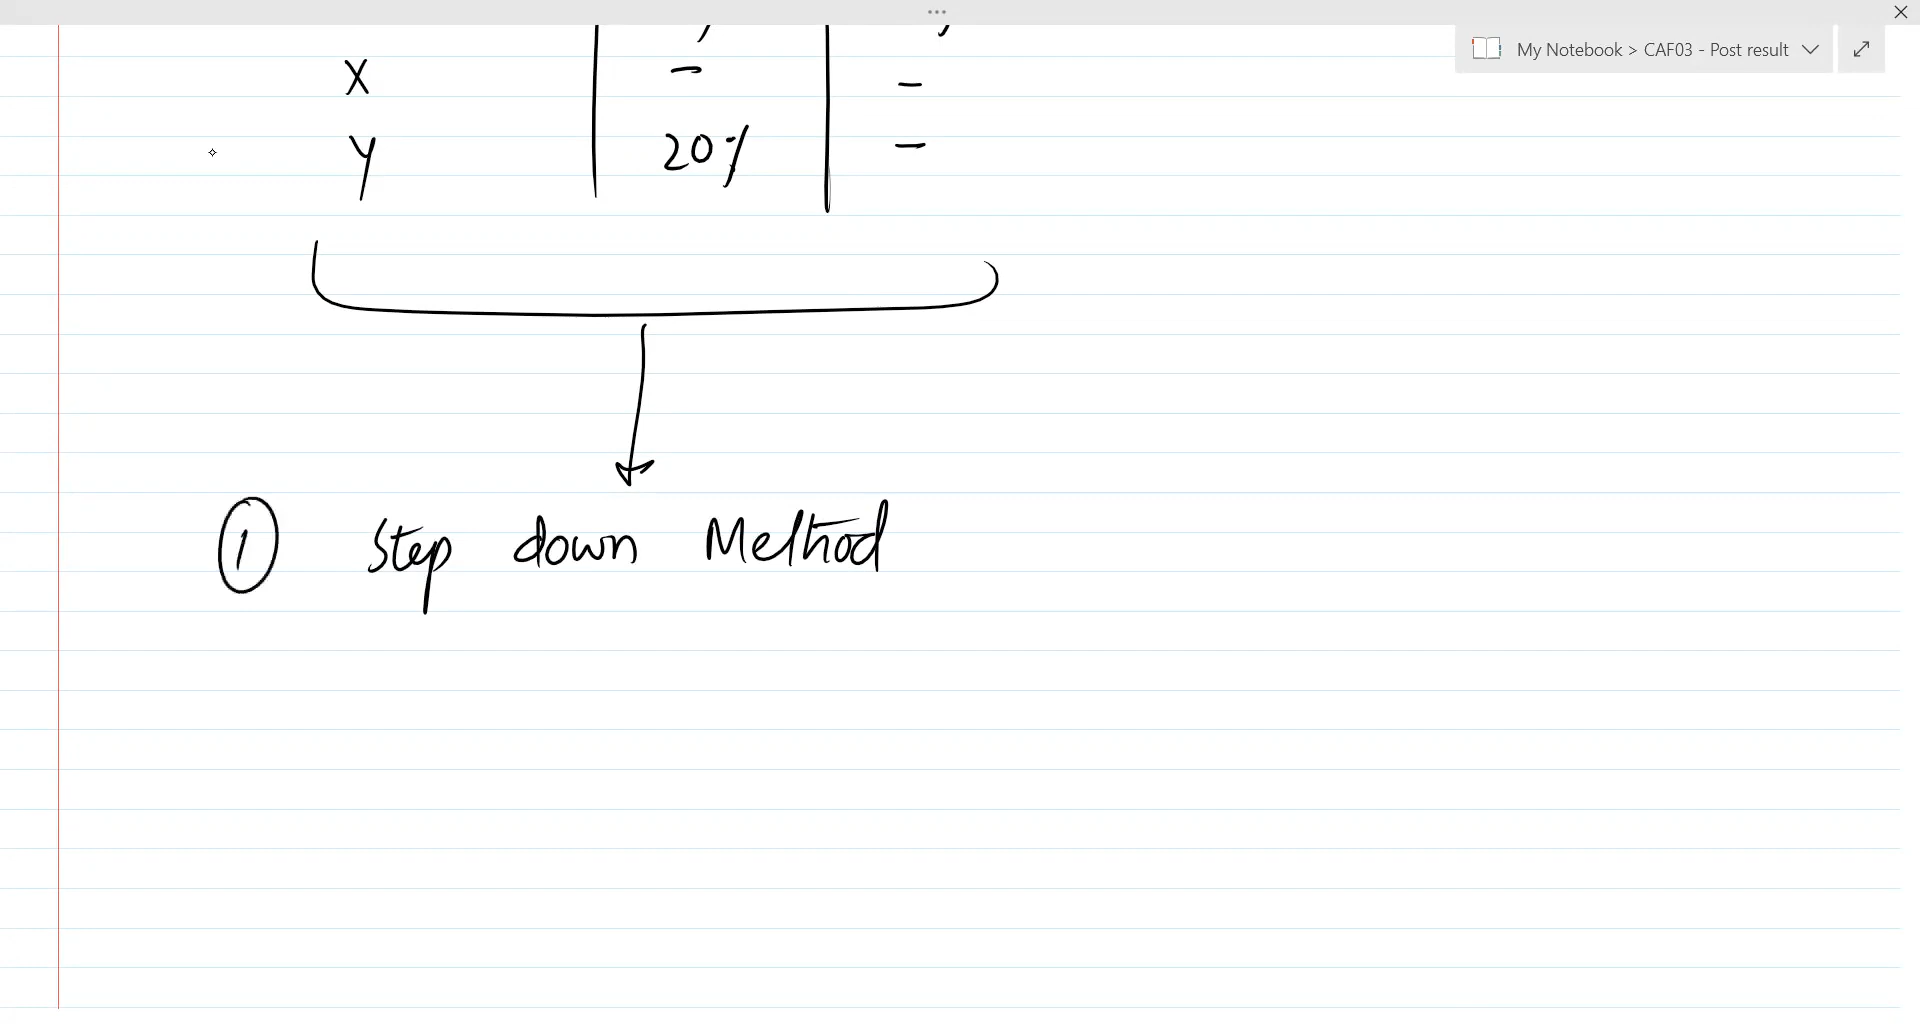 My Notebook > CAF03 - Post result
X - -
Y 20% -
① Step down Method